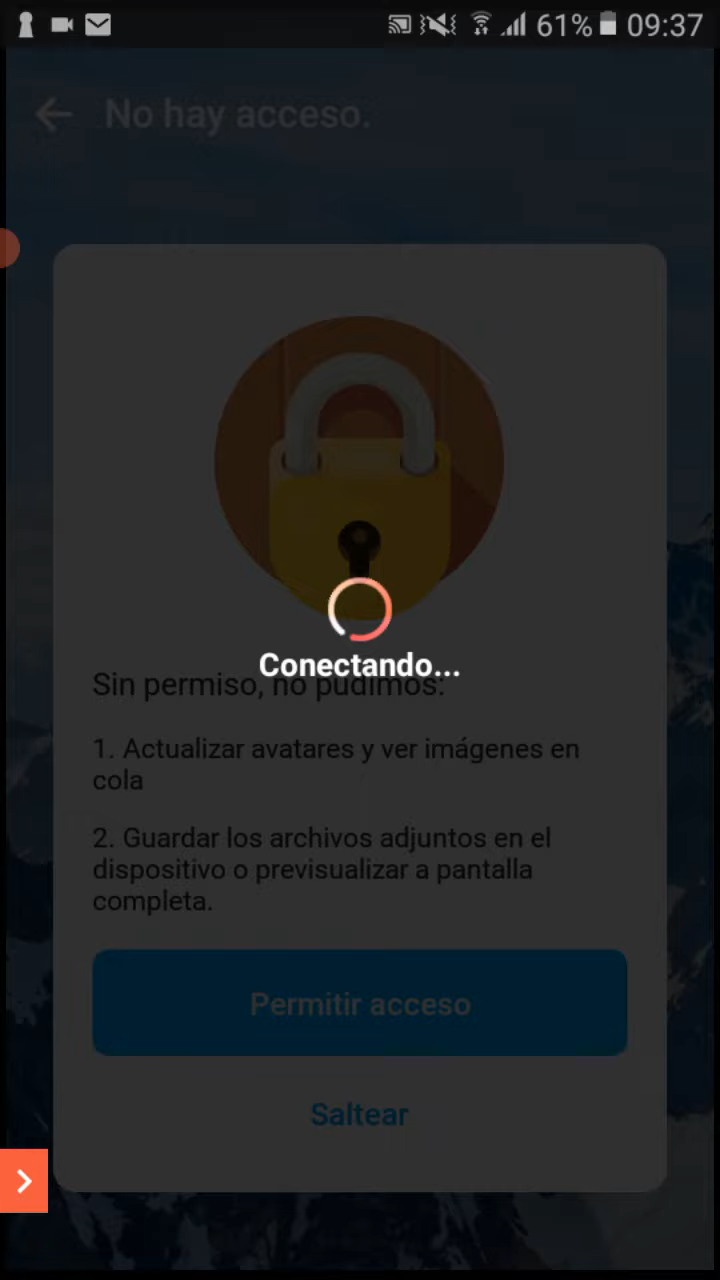 61% 09:37
No hay acceso.
Conectando...
Sin permiso, no pudimos:
1. Actualizar avatares y ver imágenes en
cola
2. Guardar los archivos adjuntos en el
dispositivo o previsualizar a pantalla
completa.
Permitir acceso
Saltear